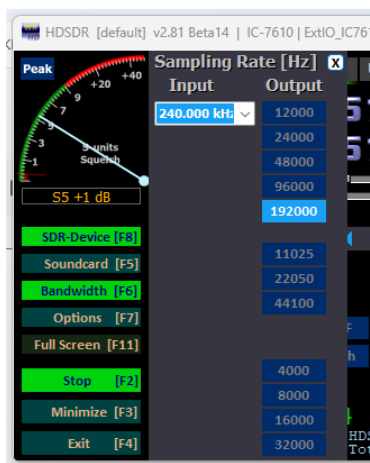 HDSDR [default] v2.81 Beta14 | IC-7610 | ExtIO_IC76
Peak
1
3
5
7
9
+20
+40
S-units
Squelch
S5 +1 dB
SDR-Device [F8]
Soundcard [F5]
Bandwidth [F6]
Options [F7]
Full Screen [F11]
Stop [F2]
Minimize [F3]
Exit [F4]
Sampling Rate [Hz] X
Input Output
240.000 kHz
12000
24000
48000
96000
192000
11025
22050
44100
4000
8000
16000
32000
F
h
HDS
Tot